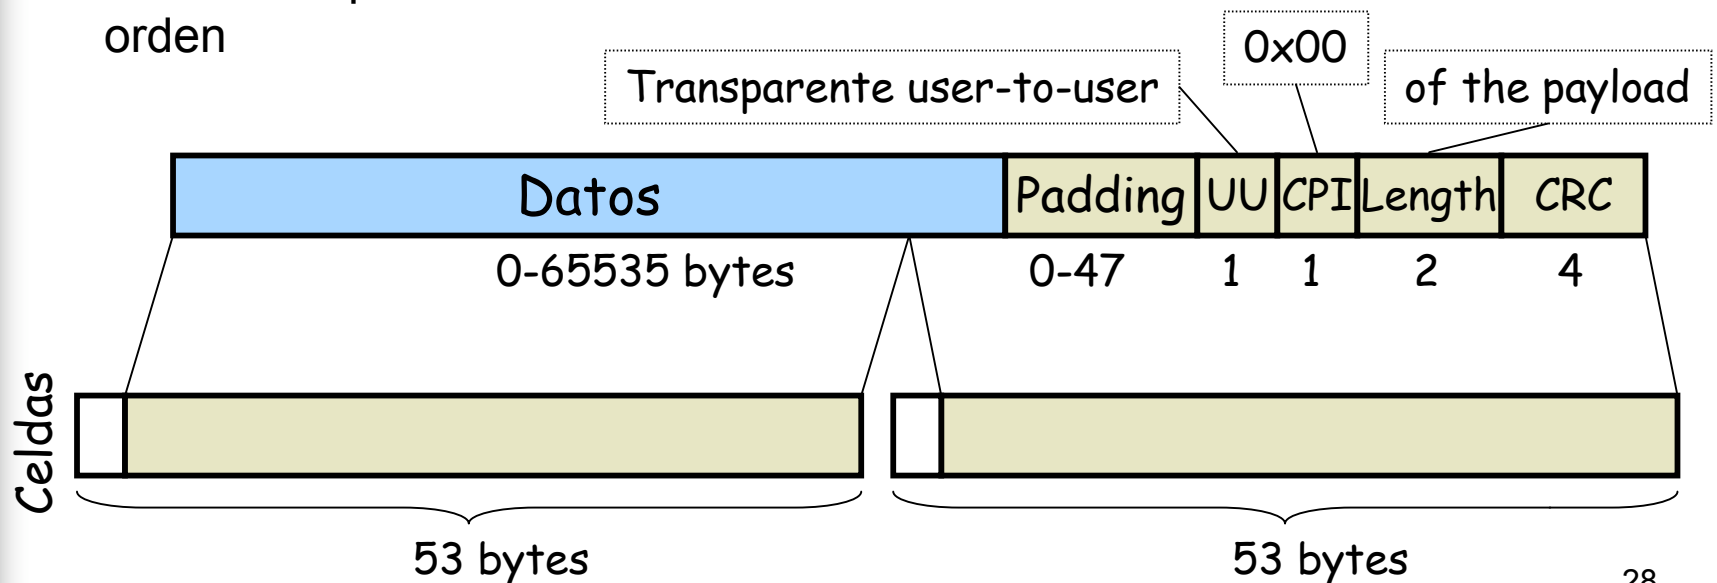 orden
0x00
Transparente user-to-user
of the payload
Datos Padding UU CPI Length CRC
0-65535 bytes 0-47 1 1 2 4
Celdas
53 bytes 53 bytes
28